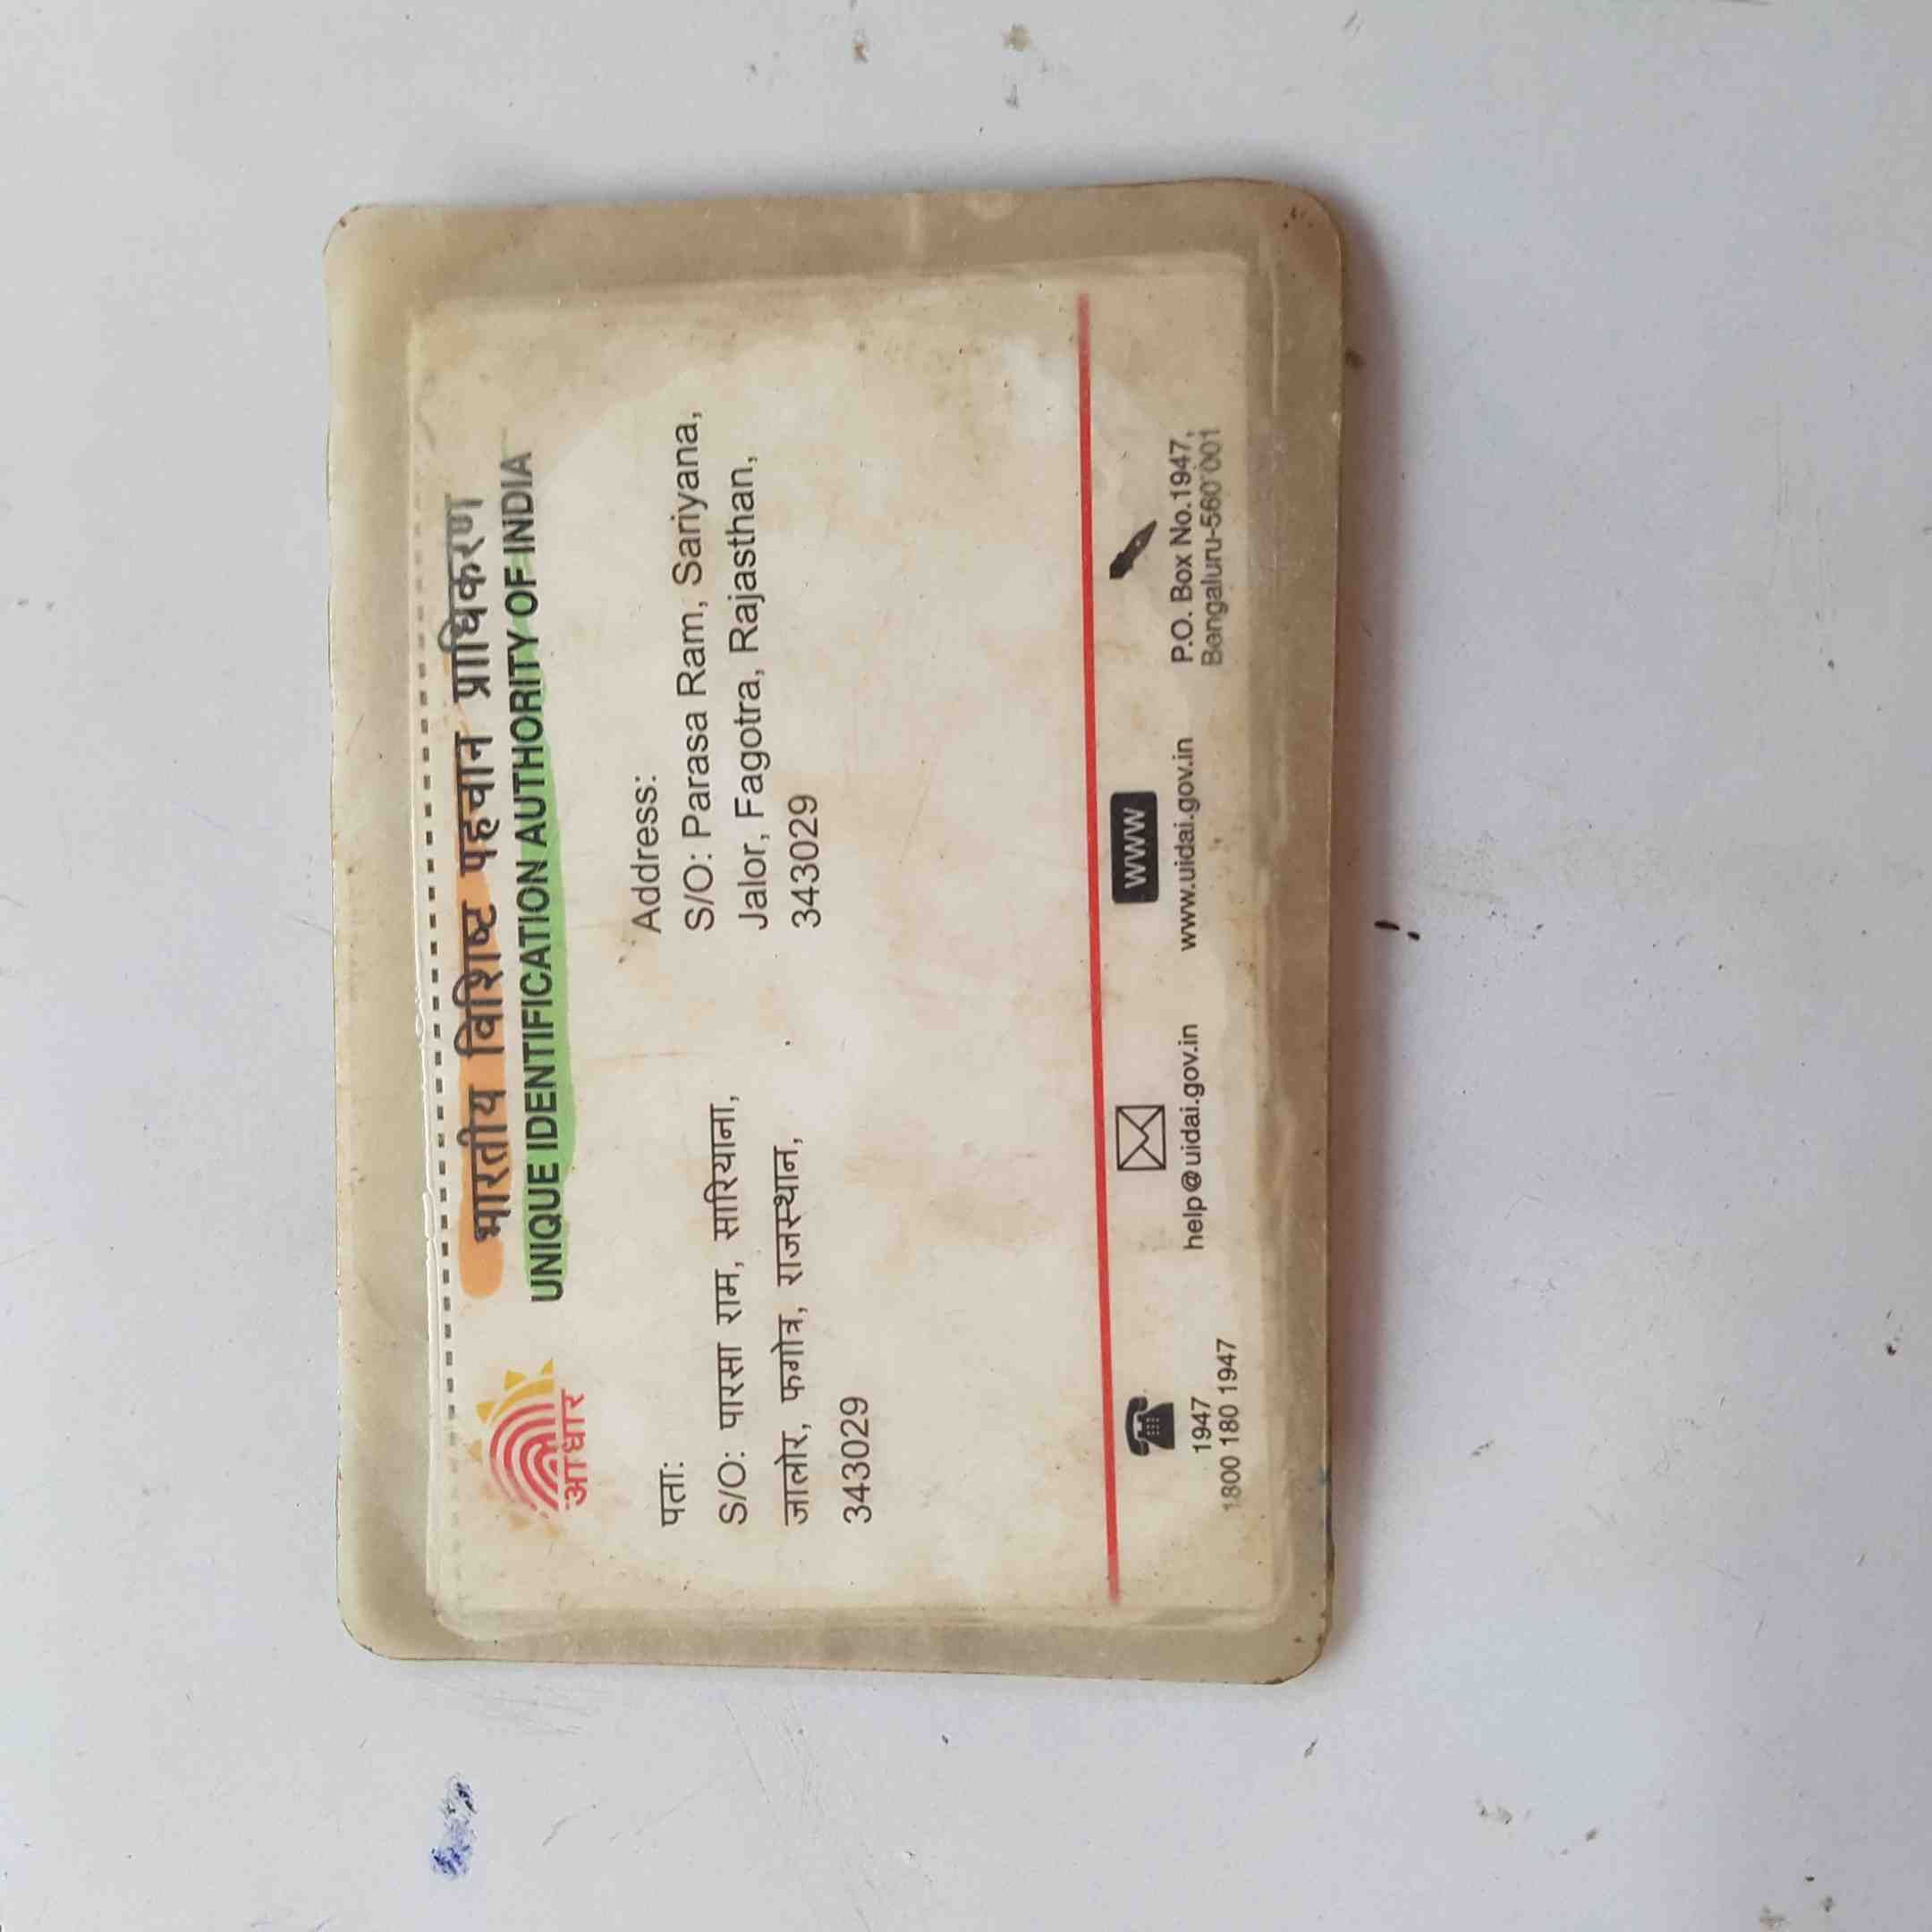 भारतीय विशिष्ट पहचान प्राधिकरण
UNIQUE IDENTIFICATION AUTHORITY OF INDIA
आधार
पता:
S/O: पारसा राम, सारियाना,
जालोर, फगोत्र, राजस्थान,
343029
Address:
S/O: Parasa Ram, Sariyana,
Jalor, Fagotra, Rajasthan,
343029
1947
1800 180 1947
help@uidai.gov.in
WWW
www.uidai.gov.in
P.O. Box No.1947,
Bengaluru-560 001